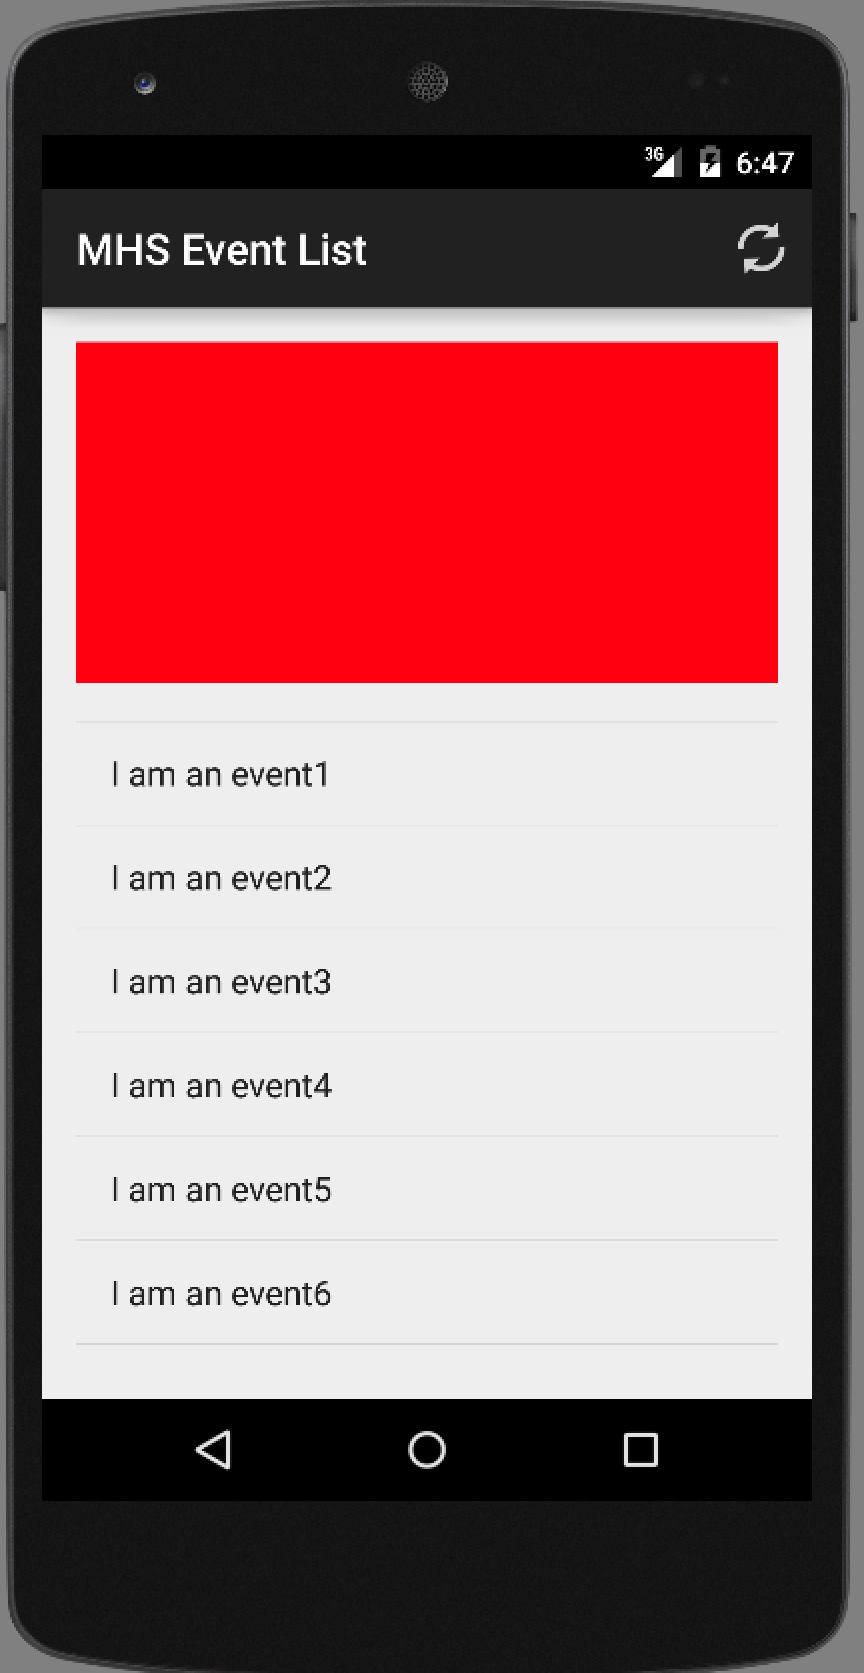 3G 6:47
MHS Event List
I am an event1
I am an event2
I am an event3
I am an event4
I am an event5
I am an event6